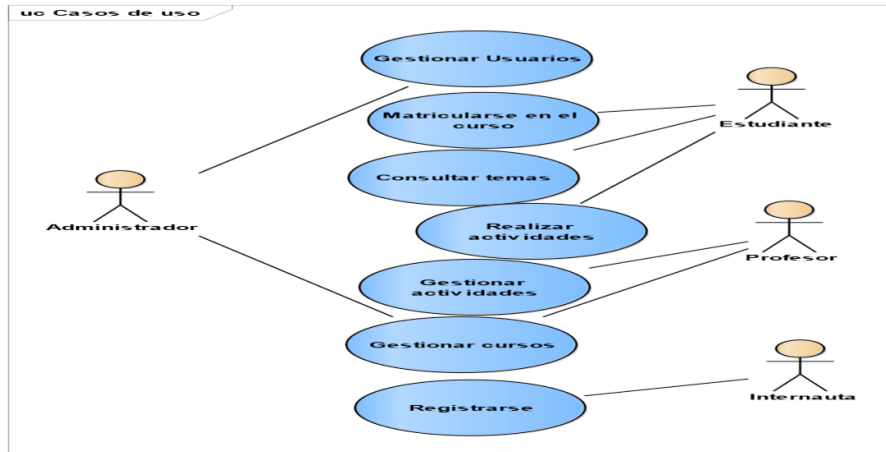 uc Casos de uso
Gestionar Usuarios
Matricularse en el
curso
Estudiante
Consultar temas
Administrador
Realizar
actividades
Profesor
Gestionar
actividades
Gestionar cursos
Internauta
Registrarse